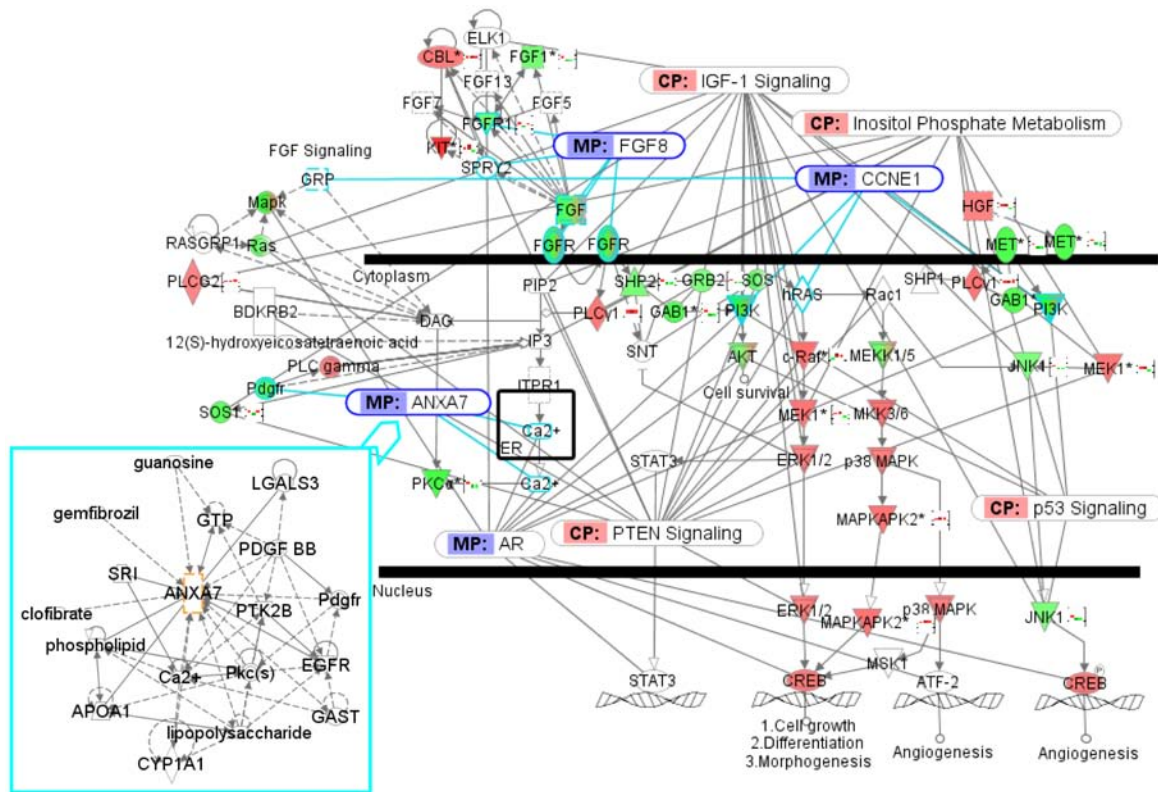 ELK1
CBL*
FGF1*
FGF13
FGF7
FGF5
FGFR1
KIT*
SPRY2
CP: IGF-1 Signaling
CP: Inositol Phosphate Metabolism
MP: FGF8
MP: CCNE1
FGF Signaling
GRP
Mapk
FGF
HGF
RASGRP1
Ras
FGFR
FGFR
MET*
MET*
PLCG2
Cytoplasm
PIP2
SHP2
GRB2
SOS
hRAS
Rac1
SHP1
PLCγ1
GAB1*
PI3K
BDKRB2
DAG
PLCγ1
GAB1*
PI3K
12(S)-hydroxyeicosatetraenoic acid
IP3
SNT
AKT
c-Raf*
MEKK1/5
JNK1
MEK1*
PLC gamma
Pdgfr
ITPR1
Cell survival
SOS1
MP: ANXA7
MEK1*
MKK3/6
Ca2+
ER
STAT3
ERK1/2
p38 MAPK
PKCα*
Ca2+
MAPKAPK2*
CP: p53 Signaling
MP: AR
CP: PTEN Signaling
Nucleus
ERK1/2
MAPKAPK2*
p38 MAPK
JNK1
MSK1
P
STAT3
CREB
ATF-2
CREB
1.Cell growth
2.Differentiation
3.Morphogenesis
Angiogenesis
Angiogenesis
guanosine
LGALS3
gemfibrozil
GTP
PDGF BB
SRI
ANXA7
PTK2B
Pdgfr
clofibrate
phospholipid
Ca2+
Pkc(s)
EGFR
APOA1
GAST
lipopolysaccharide
CYP1A1